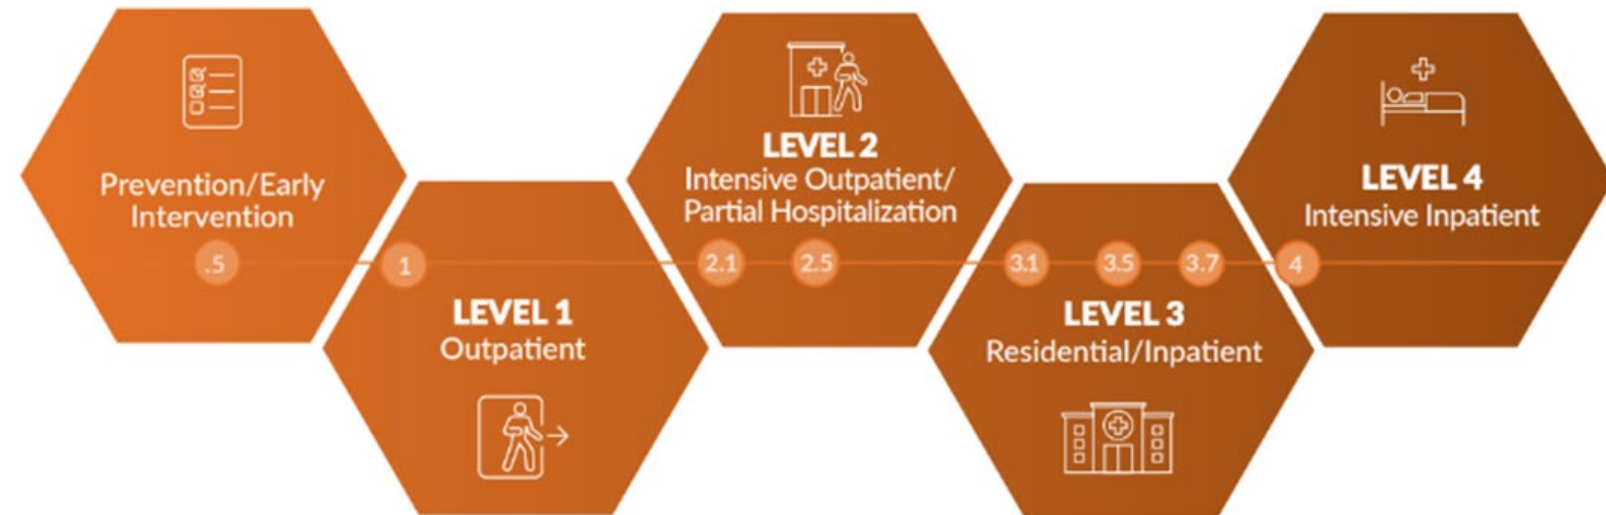 Prevention/Early
Intervention
.5
1
LEVEL 1
Outpatient
LEVEL 2
Intensive Outpatient/
Partial Hospitalization
2.1
2.5
3.1
3.5
3.7
LEVEL 3
Residential/Inpatient
LEVEL 4
Intensive Inpatient
4